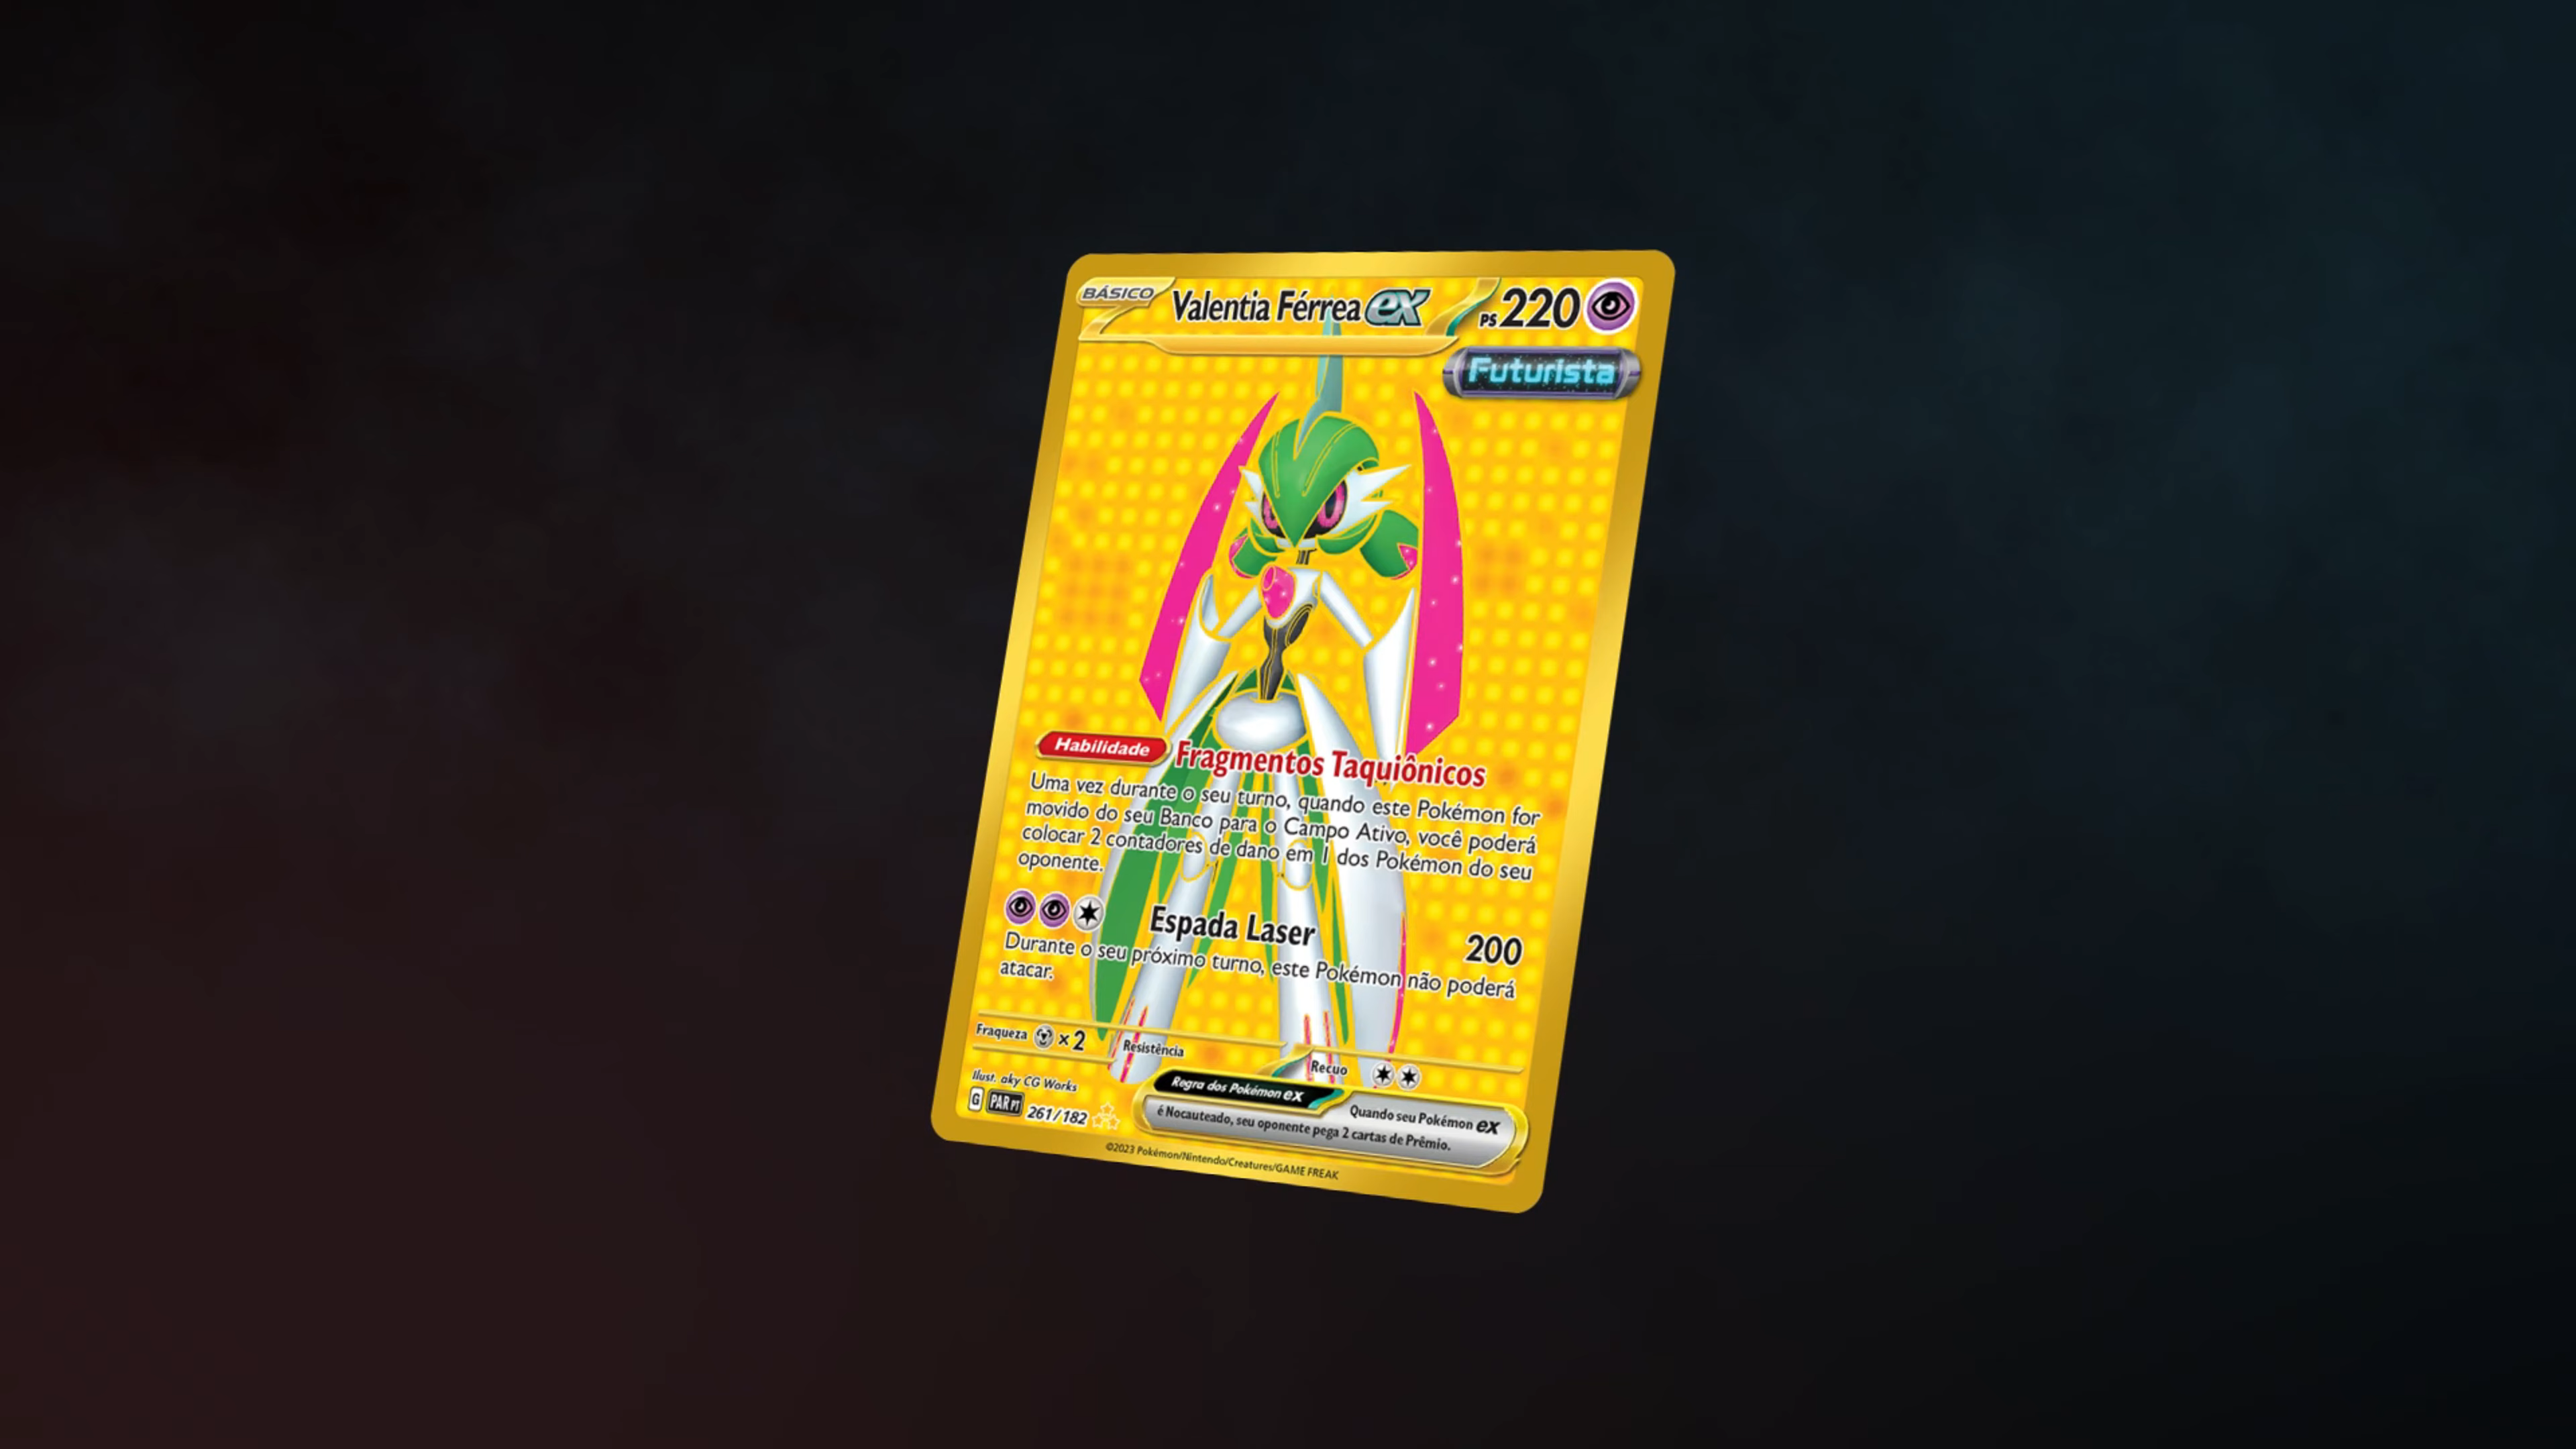 BÁSICO Valentia Férrea ex PS 220
Futurista
Habilidade Fragmentos Taquiônicos
Uma vez durante o seu turno, quando este Pokémon for
movido do seu Banco para o Campo Ativo, você poderá
colocar 2 contadores de dano em 1 dos Pokémon do seu
oponente.
Espada Laser 200
Durante o seu próximo turno, este Pokémon não poderá
atacar.
Fraqueza ×2 Resistência Recuo
Ilust. aky CG Works
G PAR PT 261/182
Regra dos Pokémon ex Quando seu Pokémon ex
é Nocauteado, seu oponente pega 2 cartas de Prêmio.
©2023 Pokémon/Nintendo/Creatures/GAME FREAK